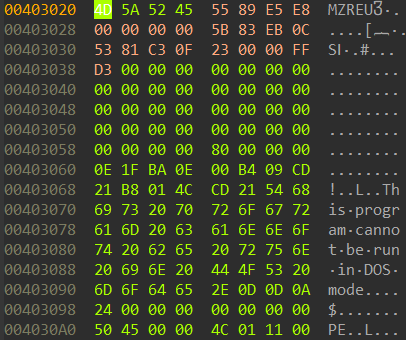 00403020 4D 5A 52 45 55 89 E5 E8 MZREU
00403028 00 00 00 00 5B 83 EB 0C ....[
00403030 53 81 C3 0F 23 00 00 FF SI..#...
00403038 D3 00 00 00 00 00 00 00 ........
00403040 00 00 00 00 00 00 00 00 ........
00403048 00 00 00 00 00 00 00 00 ........
00403050 00 00 00 00 00 00 00 00 ........
00403058 00 00 00 00 80 00 00 00 ........
00403060 0E 1F BA 0E 00 B4 09 CD ........
00403068 21 B8 01 4C CD 21 54 68 !..L..Th
00403070 69 73 20 70 72 6F 67 72 is·progr
00403078 61 6D 20 63 61 6E 6E 6F am·canno
00403080 74 20 62 65 20 72 75 6E t·be·run
00403088 20 69 6E 20 44 4F 53 20 ·in·DOS·
00403090 6D 6F 64 65 2E 0D 0D 0A mode....
00403098 24 00 00 00 00 00 00 00 $.......
004030A0 50 45 00 00 4C 01 11 00 PE..L...